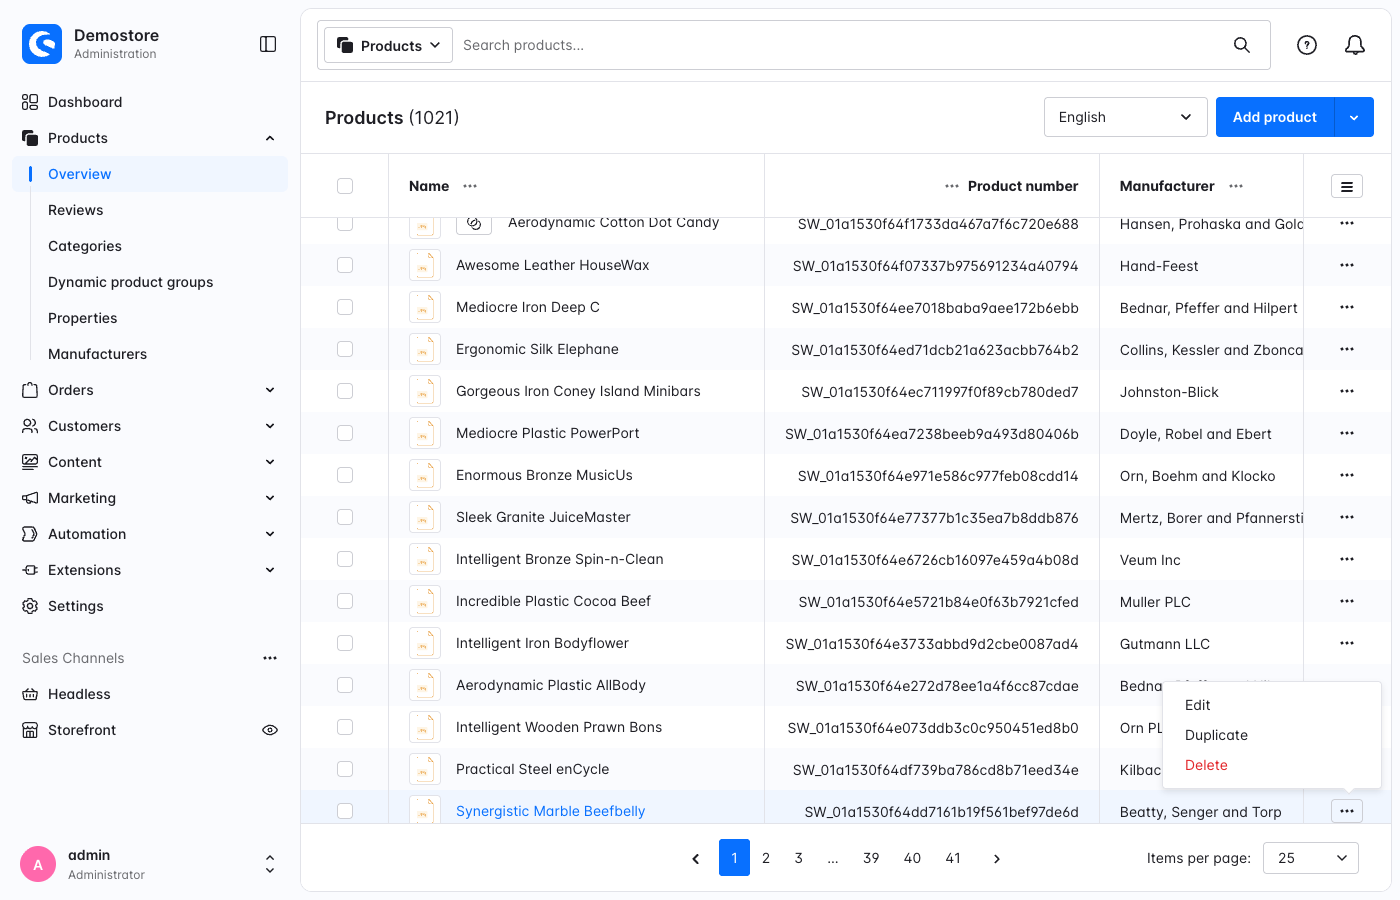 Demostore
Administration
Dashboard
Products
Overview
Reviews
Categories
Dynamic product groups
Properties
Manufacturers
Orders
Customers
Content
Marketing
Automation
Extensions
Settings
Sales Channels
Headless
Storefront
A
admin
Administrator
Products
Search products...
Products (1021)
English
Add product
Name Product number Manufacturer
Aerodynamic Cotton Dot Candy SW_01a1530f64f1733da467a7f6c720e688 Hansen, Prohaska and Gold
Awesome Leather HouseWax SW_01a1530f64f07337b975691234a40794 Hand-Feest
Mediocre Iron Deep C SW_01a1530f64ee7018baba9aee172b6ebb Bednar, Pfeffer and Hilpert
Ergonomic Silk Elephane SW_01a1530f64ed71dcb21a623acbb764b2 Collins, Kessler and Zbonca
Gorgeous Iron Coney Island Minibars SW_01a1530f64ec711997f0f89cb780ded7 Johnston-Blick
Mediocre Plastic PowerPort SW_01a1530f64ea7238beeb9a493d80406b Doyle, Robel and Ebert
Enormous Bronze MusicUs SW_01a1530f64e971e586c977feb08cdd14 Orn, Boehm and Klocko
Sleek Granite JuiceMaster SW_01a1530f64e77377b1c35ea7b8ddb876 Mertz, Borer and Pfannersti
Intelligent Bronze Spin-n-Clean SW_01a1530f64e6726cb16097e459a4b08d Veum Inc
Incredible Plastic Cocoa Beef SW_01a1530f64e5721b84e0f63b7921cfed Muller PLC
Intelligent Iron Bodyflower SW_01a1530f64e3733abbd9d2cbe0087ad4 Gutmann LLC
Aerodynamic Plastic AllBody SW_01a1530f64e272d78ee1a4f6cc87cdae Bedna
Intelligent Wooden Prawn Bons SW_01a1530f64e073ddb3c0c950451ed8b0 Orn PL
Practical Steel enCycle SW_01a1530f64df739ba786cd8b71eed34e Kilbac
Synergistic Marble Beefbelly SW_01a1530f64dd7161b19f561bef97de6d Beatty, Senger and Torp
Edit
Duplicate
Delete
1 2 3 ... 39 40 41
Items per page: 25